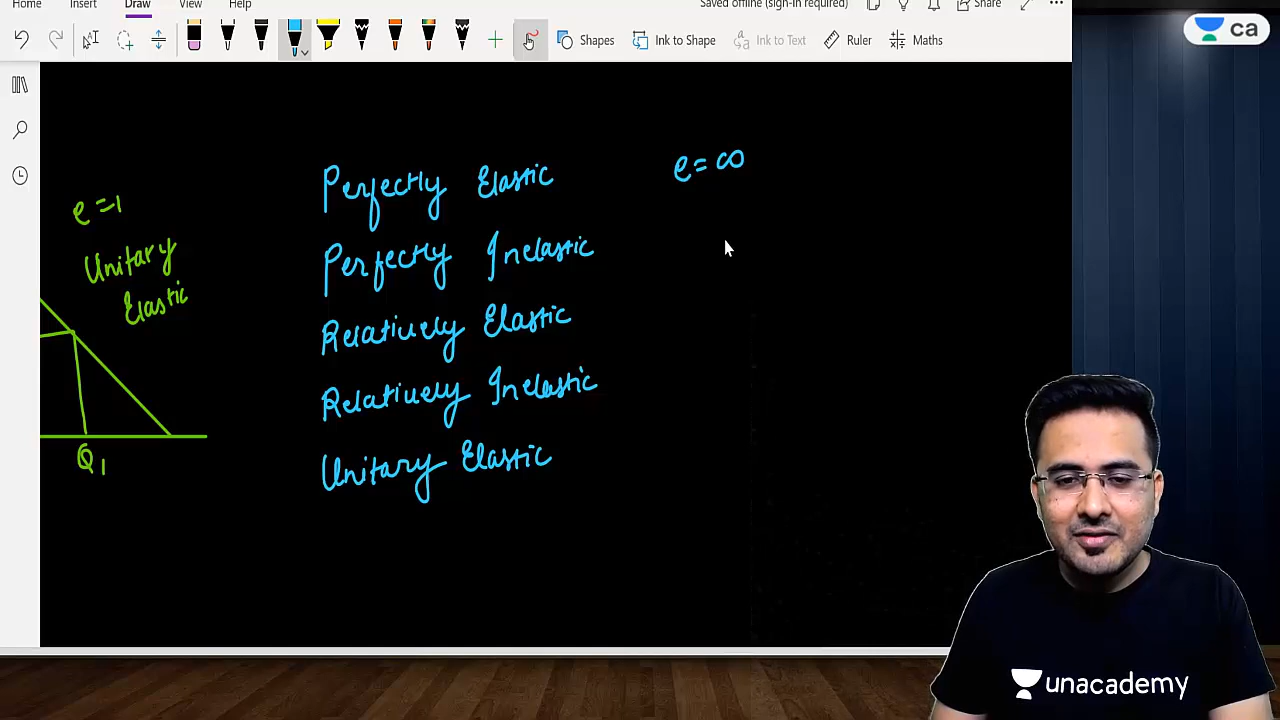 Home Insert Draw View Help Saved offline (sign-in required) Share
Shapes Ink to Shape Ink to Text Ruler Maths
ca
e = 1
Unitary
Elastic
Q1
Perfectly Elastic e = ∞
Perfectly Inelastic
Relatively Elastic
Relatively Inelastic
Unitary Elastic
unacademy